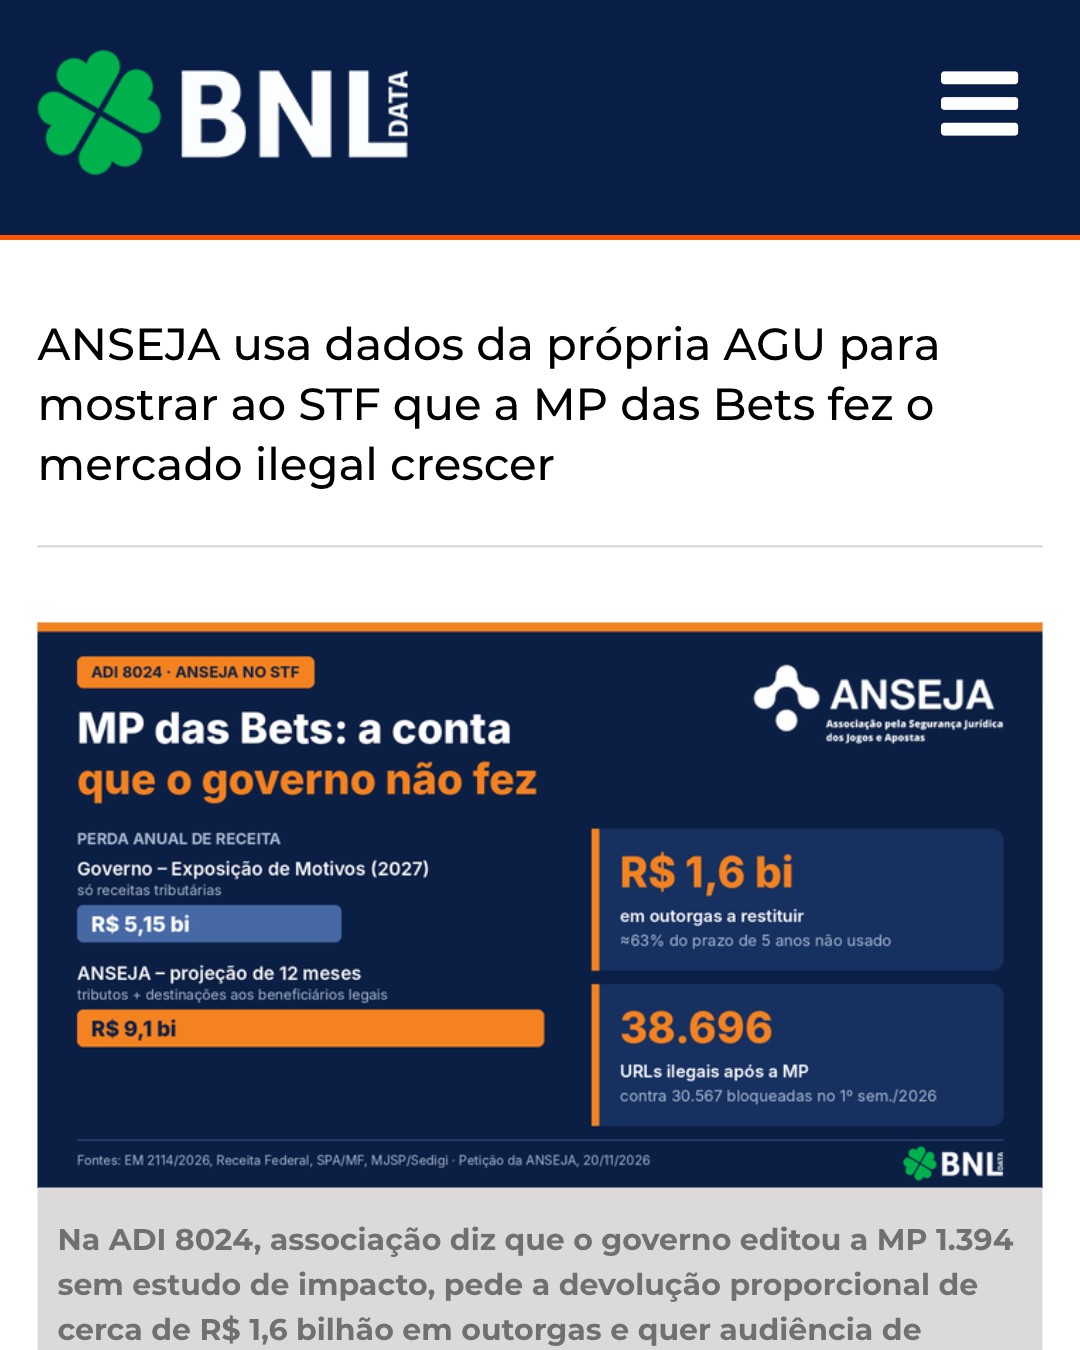 BNL DATA
ANSEJA usa dados da própria AGU para
mostrar ao STF que a MP das Bets fez o
mercado ilegal crescer
ADI 8024 · ANSEJA NO STF
MP das Bets: a conta
que o governo não fez
ANSEJA
Associação pela Segurança Jurídica
dos Jogos e Apostas
PERDA ANUAL DE RECEITA
Governo – Exposição de Motivos (2027)
só receitas tributárias
R$ 5,15 bi
ANSEJA – projeção de 12 meses
tributos + destinações aos beneficiários legais
R$ 9,1 bi
R$ 1,6 bi
em outorgas a restituir
≈63% do prazo de 5 anos não usado
38.696
URLs ilegais após a MP
contra 30.567 bloqueadas no 1º sem./2026
Fontes: EM 2114/2026, Receita Federal, SPA/MF, MJSP/Sedigi · Petição da ANSEJA, 20/11/2026
BNL DATA
Na ADI 8024, associação diz que o governo editou a MP 1.394
sem estudo de impacto, pede a devolução proporcional de
cerca de R$ 1,6 bilhão em outorgas e quer audiência de